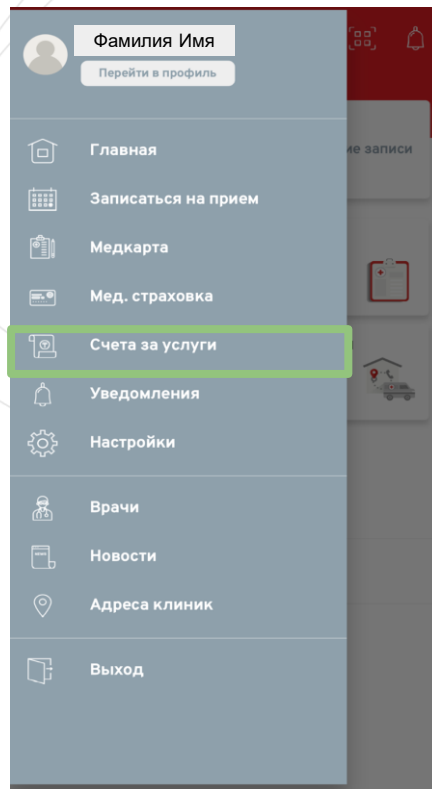 Фамилия Имя
Перейти в профиль
Главная
Записаться на прием
Медкарта
Мед. страховка
Счета за услуги
Уведомления
Настройки
Врачи
Новости
Адреса клиник
Выход
записи